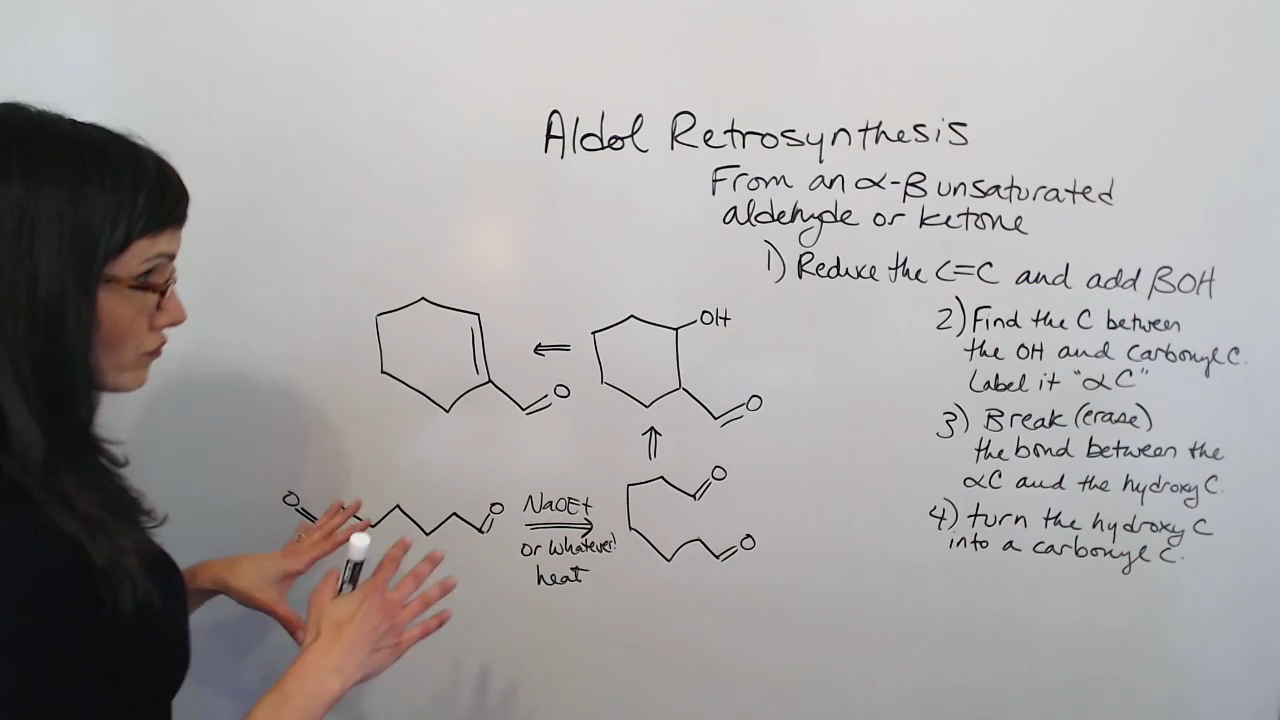 Aldol Retrosynthesis
From an α-β unsaturated
aldehyde or ketone
1) Reduce the C=C and add βOH
2) Find the C between
the OH and carbonyl C.
Label it "αC"
3) Break (erase)
the bond between the
αC and the hydroxy C.
4) turn the hydroxy C
into a carbonyl C.
OH
O
O
O
O
O
O
NaOEt
or whatever!
heat